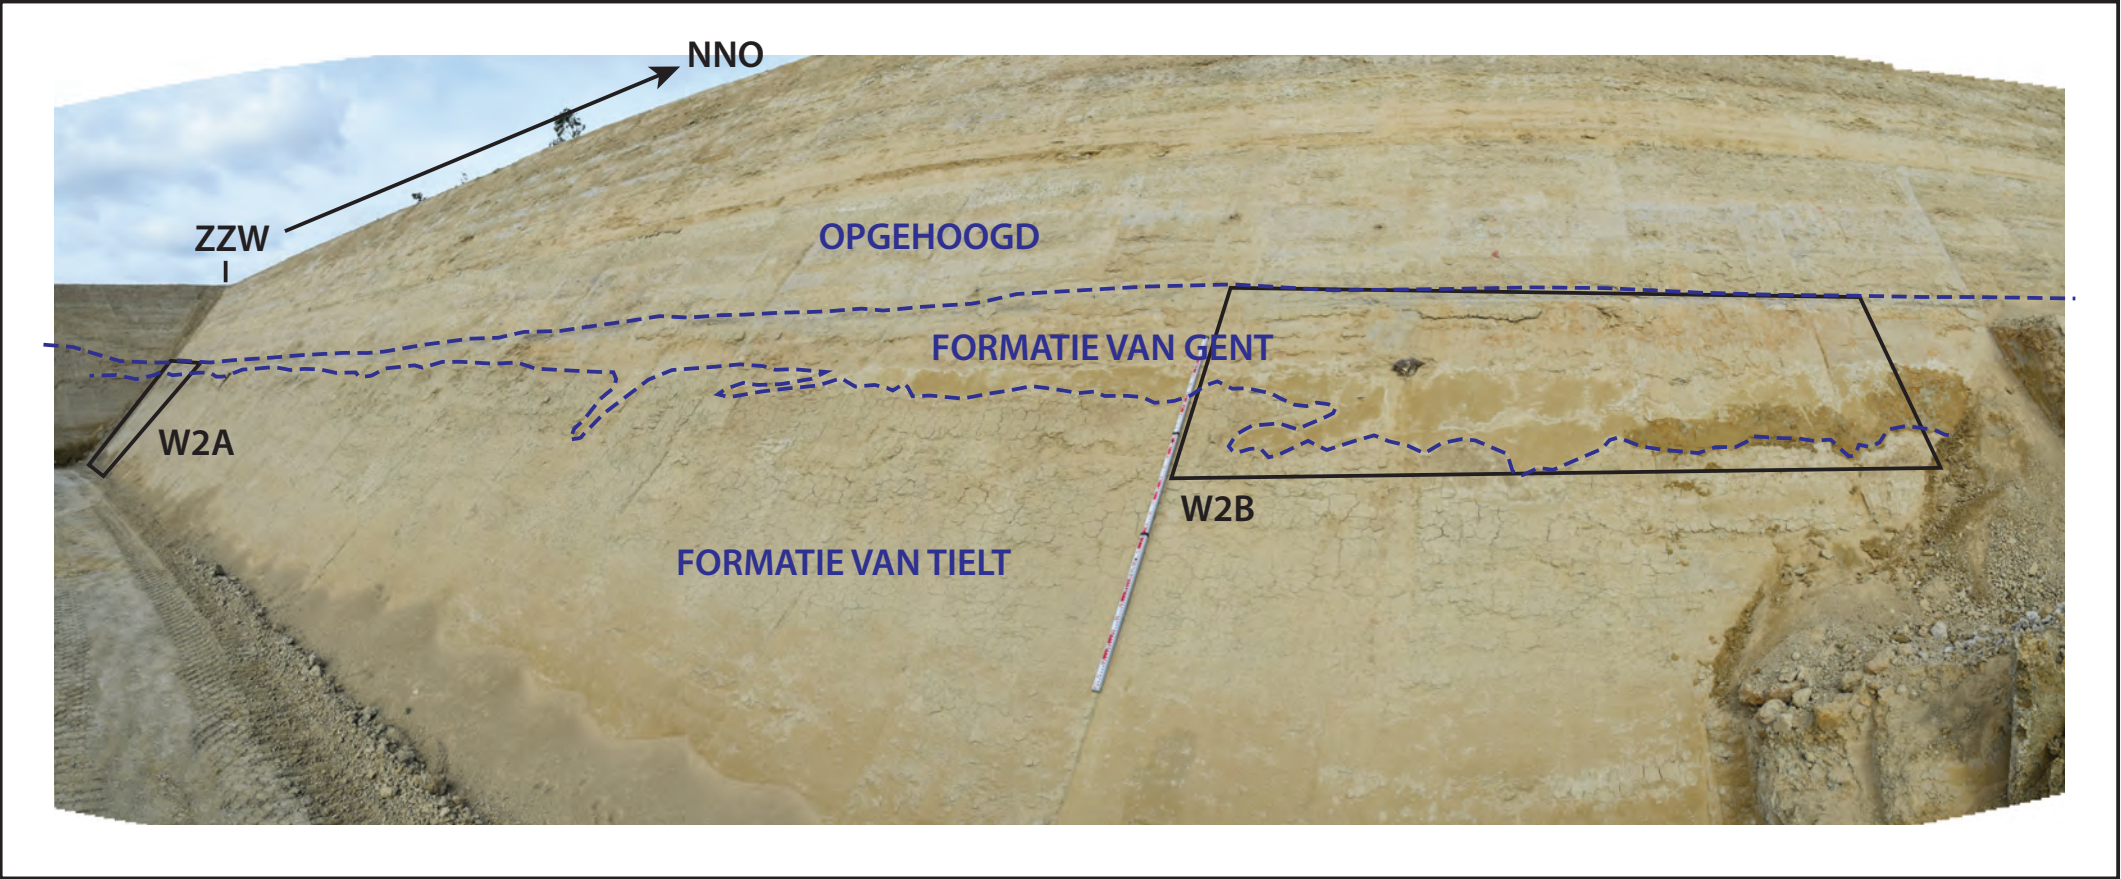 NNO
ZZW
OPGEHOOGD
FORMATIE VAN GENT
W2A
W2B
FORMATIE VAN TIELT